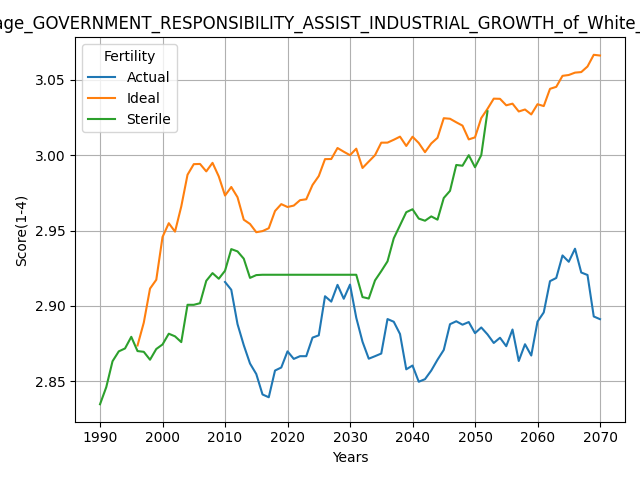 age_GOVERNMENT_RESPONSIBILITY_ASSIST_INDUSTRIAL_GROWTH_of_White_
Fertility
Actual
Ideal
Sterile
Score(1-4)
3.05
3.00
2.95
2.90
2.85
1990 2000 2010 2020 2030 2040 2050 2060 2070
Years